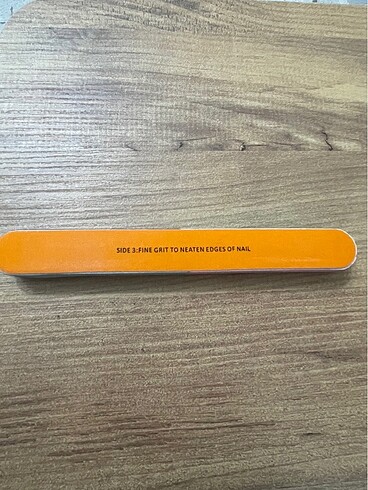 SIDE 3:FINE GRIT TO NEATEN EDGES OF NAIL